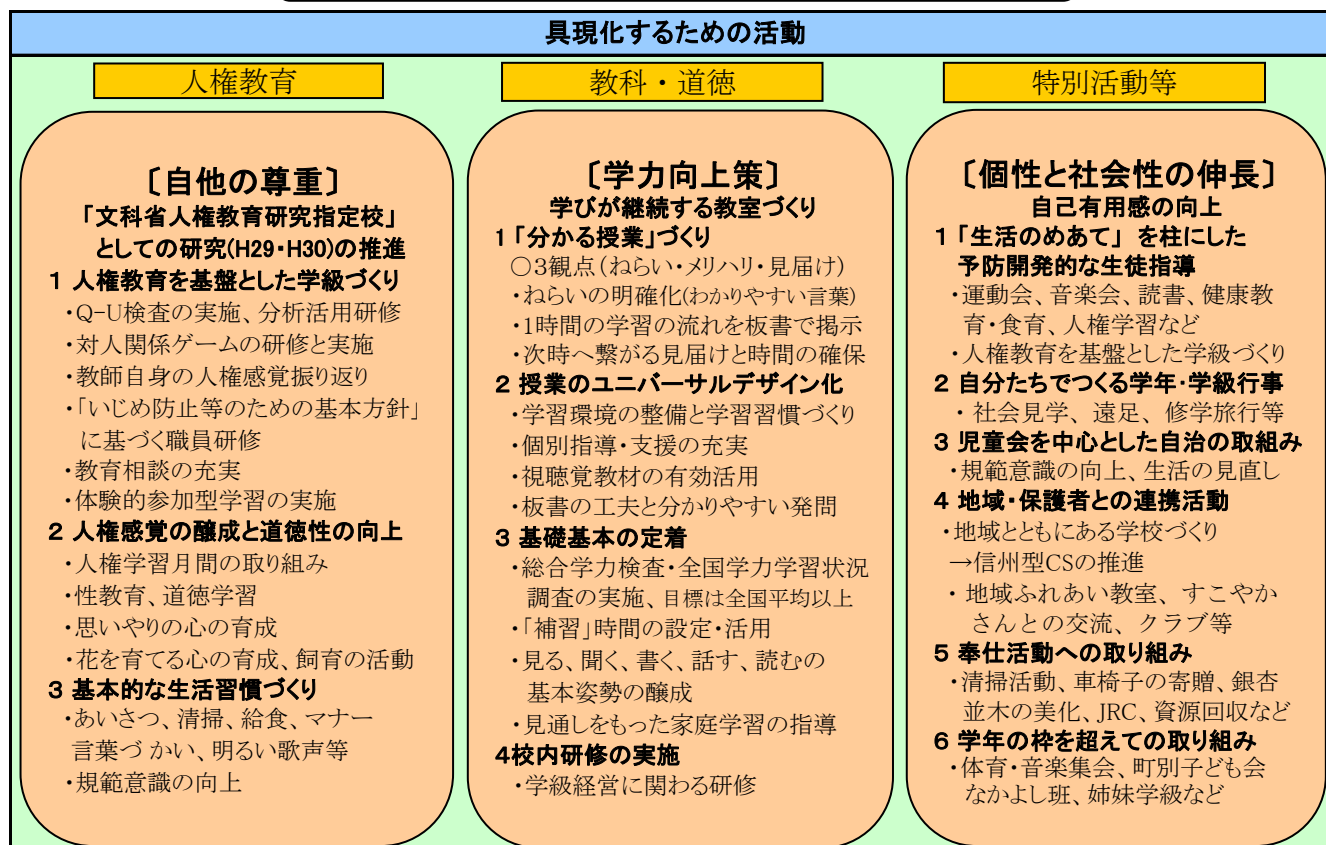 具現化するための活動
人権教育
〔自他の尊重〕
「文科省人権教育研究指定校」
としての研究(H29・H30)の推進
1 人権教育を基盤とした学級づくり
・Q-U検査の実施、分析活用研修
・対人関係ゲームの研修と実施
・教師自身の人権感覚振り返り
・「いじめ防止等のための基本方針」
に基づく職員研修
・教育相談の充実
・体験的参加型学習の実施
2 人権感覚の醸成と道徳性の向上
・人権学習月間の取り組み
・性教育、道徳学習
・思いやりの心の育成
・花を育てる心の育成、飼育の活動
3 基本的な生活習慣づくり
・あいさつ、清掃、給食、マナー
言葉づ かい、明るい歌声等
・規範意識の向上
教科・道徳
〔学力向上策〕
学びが継続する教室づくり
1 「分かる授業」づくり
○3観点(ねらい・メリハリ・見届け)
・ねらいの明確化(わかりやすい言葉)
・1時間の学習の流れを板書で掲示
・次時へ繋がる見届けと時間の確保
2 授業のユニバーサルデザイン化
・学習環境の整備と学習習慣づくり
・個別指導・支援の充実
・視聴覚教材の有効活用
・板書の工夫と分かりやすい発問
3 基礎基本の定着
・総合学力検査・全国学力学習状況
調査の実施、目標は全国平均以上
・「補習」時間の設定・活用
・見る、聞く、書く、話す、読むの
基本姿勢の醸成
・見通しをもった家庭学習の指導
4校内研修の実施
・学級経営に関わる研修
特別活動等
〔個性と社会性の伸長〕
自己有用感の向上
1 「生活のめあて」 を柱にした
予防開発的な生徒指導
・運動会、音楽会、読書、健康教
育・食育、人権学習など
・人権教育を基盤とした学級づくり
2 自分たちでつくる学年・学級行事
・ 社会見学、遠足、修学旅行等
3 児童会を中心とした自治の取組み
・規範意識の向上、生活の見直し
4 地域・保護者との連携活動
・地域とともにある学校づくり
→信州型CSの推進
・ 地域ふれあい教室、すこやか
さんとの交流、クラブ等
5 奉仕活動への取り組み
・清掃活動、車椅子の寄贈、銀杏
並木の美化、JRC、資源回収など
6 学年の枠を超えての取り組み
・体育・音楽集会、町別子ども会
なかよし班、姉妹学級など